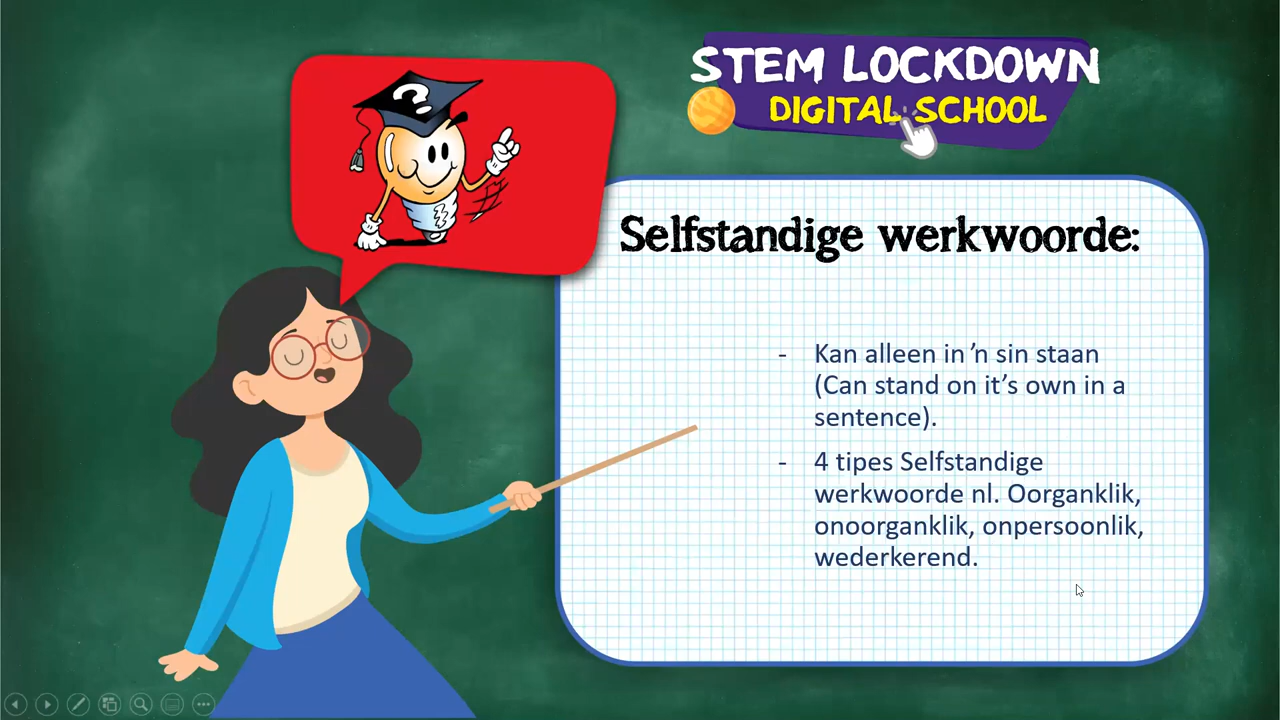 STEM LOCKDOWN
DIGITAL SCHOOL
?
Selfstandige werkwoorde:
- Kan alleen in 'n sin staan
(Can stand on it's own in a
sentence).
- 4 tipes Selfstandige
werkwoorde nl. Oorganklik,
onoorganklik, onpersoonlik,
wederkerend.